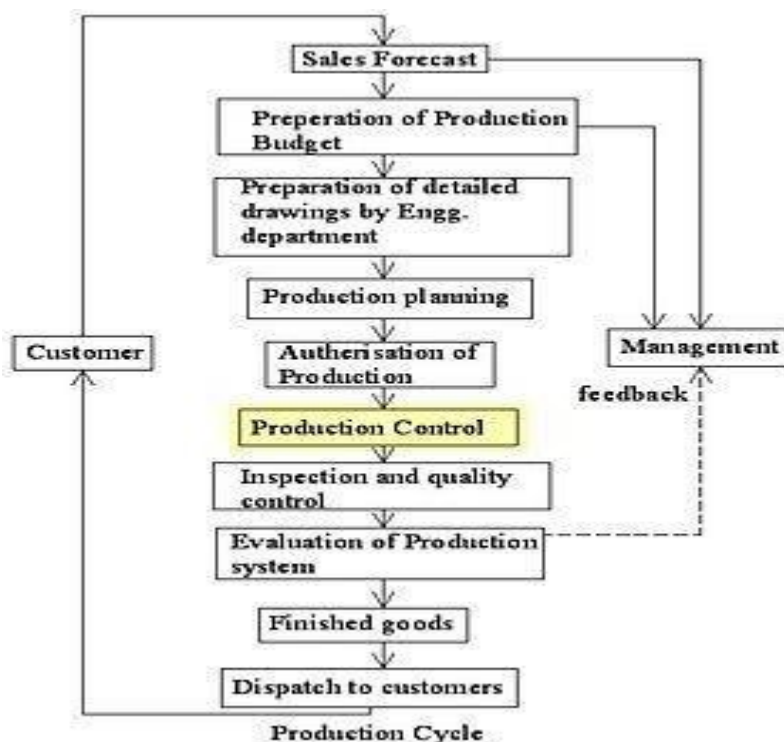 Sales Forecast
Preperation of Production
Budget
Preparation of detailed
drawings by Engg.
department
Production planning
Customer
Autherisation of
Production
Management
feedback
Production Control
Inspection and quality
control
Evaluation of Production
system
Finished goods
Dispatch to customers
Production Cycle